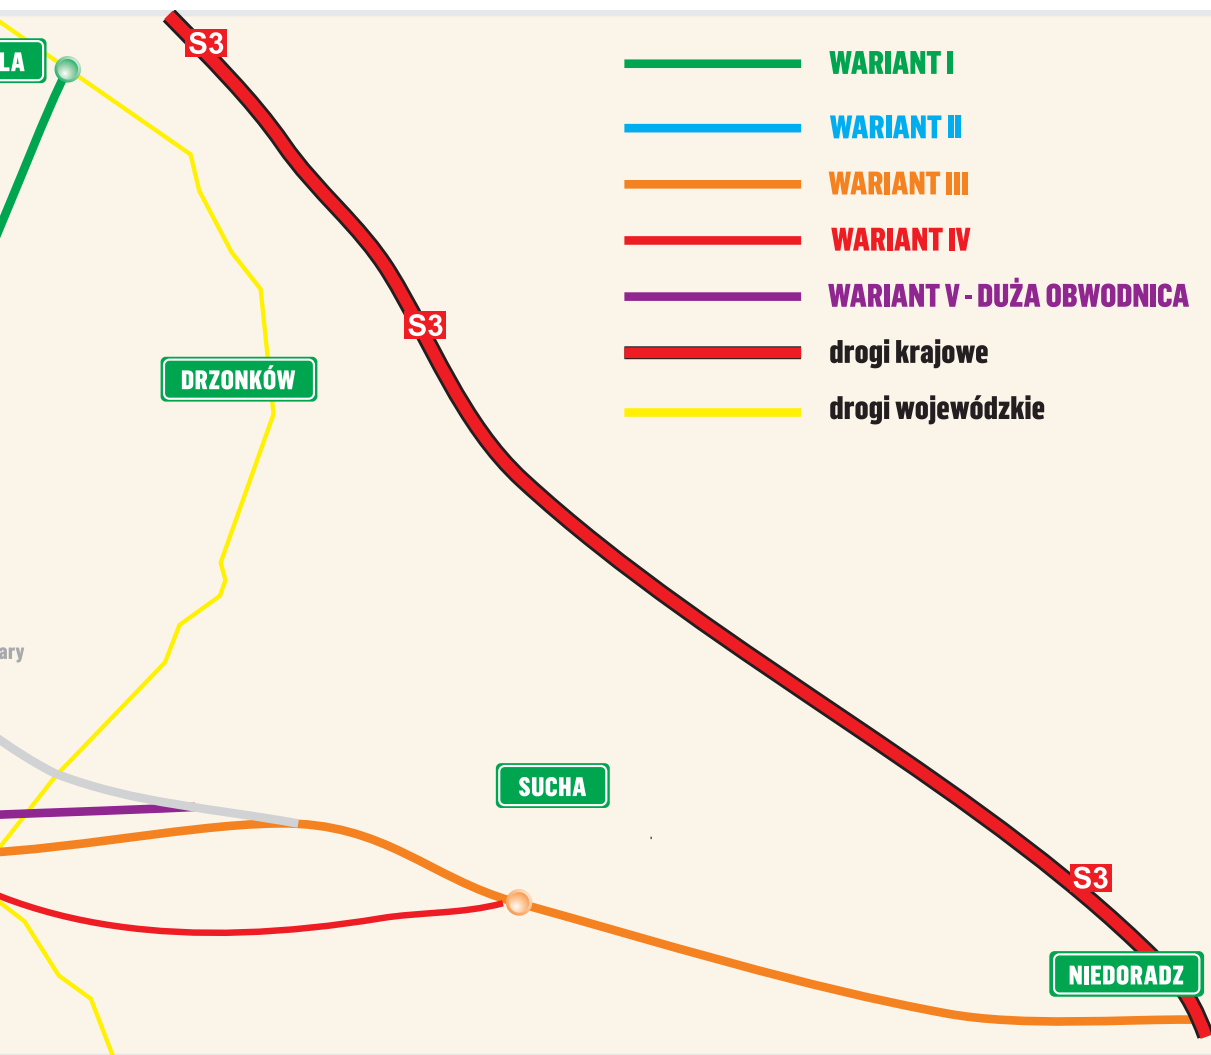 LA
S3
WARIANT I
WARIANT II
WARIANT III
WARIANT IV
WARIANT V - DUŻA OBWODNICA
S3
drogi krajowe
DRZONKÓW
drogi wojewódzkie
ary
SUCHA
S3
NIEDORADZ